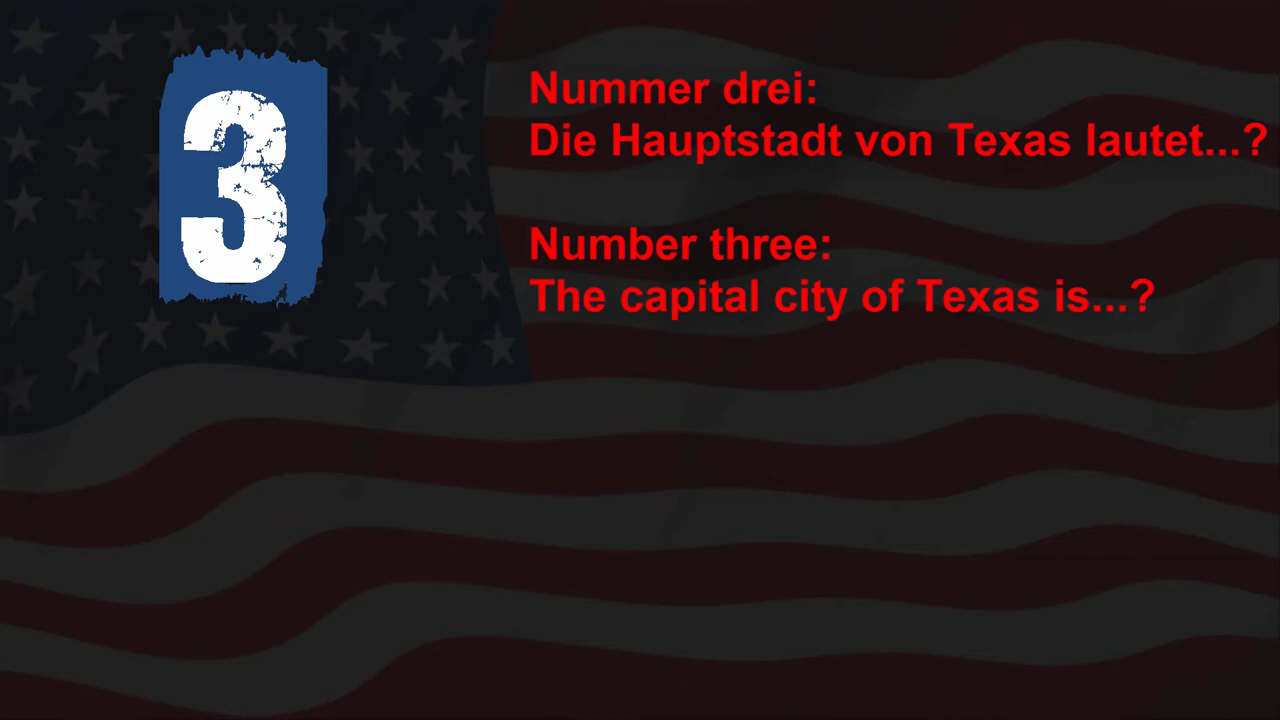 3
Nummer drei:
Die Hauptstadt von Texas lautet...?
Number three:
The capital city of Texas is...?